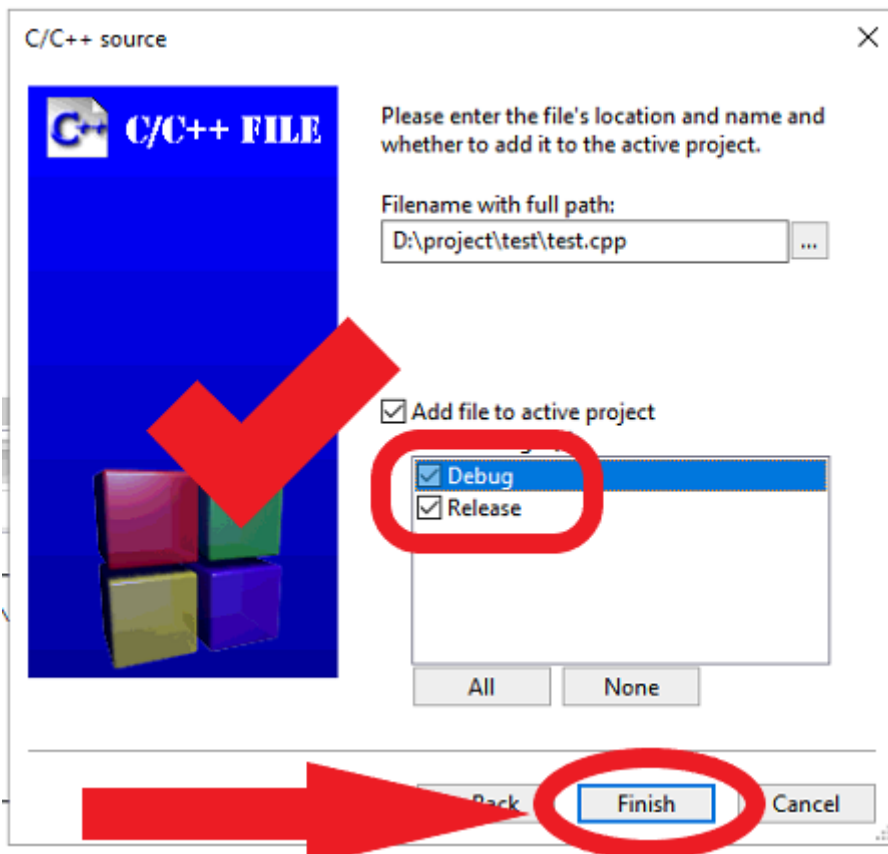 C/C++ source
C++ C/C++ FILE
Please enter the file's location and name and
whether to add it to the active project.
Filename with full path:
D:\project\test\test.cpp
...
Add file to active project
Debug
Release
All
None
Back
Finish
Cancel